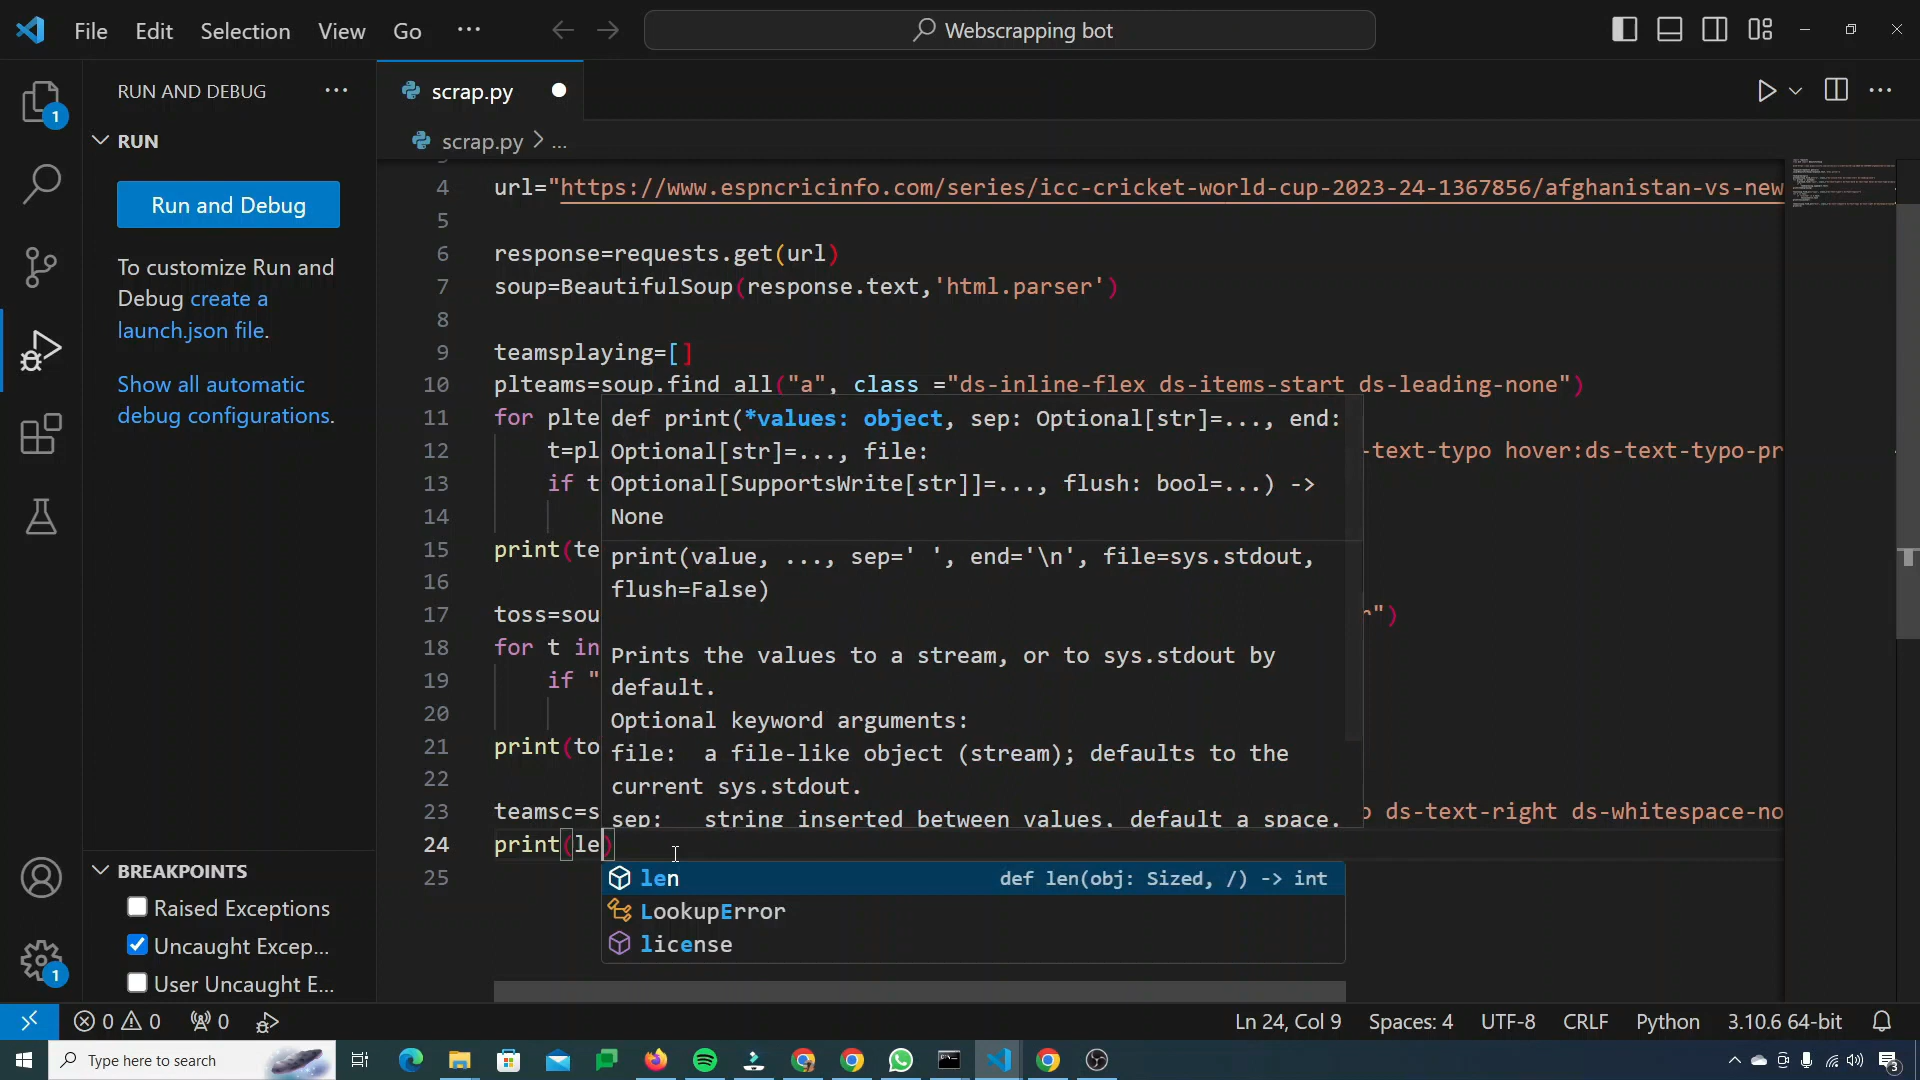 File Edit Selection View Go ...
Webscrapping bot
RUN AND DEBUG ...
RUN
Run and Debug
To customize Run and
Debug create a
launch.json file.
Show all automatic
debug configurations.
BREAKPOINTS
Raised Exceptions
Uncaught Excep...
User Uncaught E...
1
1
scrap.py
scrap.py > ...
4 url="https://www.espncricinfo.com/series/icc-cricket-world-cup-2023-24-1367856/afghanistan-vs-new
5
6 response=requests.get(url)
7 soup=BeautifulSoup(response.text,'html.parser')
8
9 teamsplaying=[]
10 plteams=soup.find_all("a", class_="ds-inline-flex ds-items-start ds-leading-none")
11 for plte
12 t=pl -text-typo hover:ds-text-typo-pr
13 if t
14
15 print(te
16
17 toss=sou r")
18 for t in
19 if "
20
21 print(to
22
23 teamsc=s o ds-text-right ds-whitespace-no
24 print(le)
25
def print(*values: object, sep: Optional[str]=..., end:
Optional[str]=..., file:
Optional[SupportsWrite[str]]=..., flush: bool=...) ->
None
print(value, ..., sep=' ', end='\n', file=sys.stdout,
flush=False)
Prints the values to a stream, or to sys.stdout by
default.
Optional keyword arguments:
file: a file-like object (stream); defaults to the
current sys.stdout.
sep: string inserted between values, default a space.
len def len(obj: Sized, /) -> int
LookupError
license
0 0 0 Ln 24, Col 9 Spaces: 4 UTF-8 CRLF Python 3.10.6 64-bit
Type here to search
3